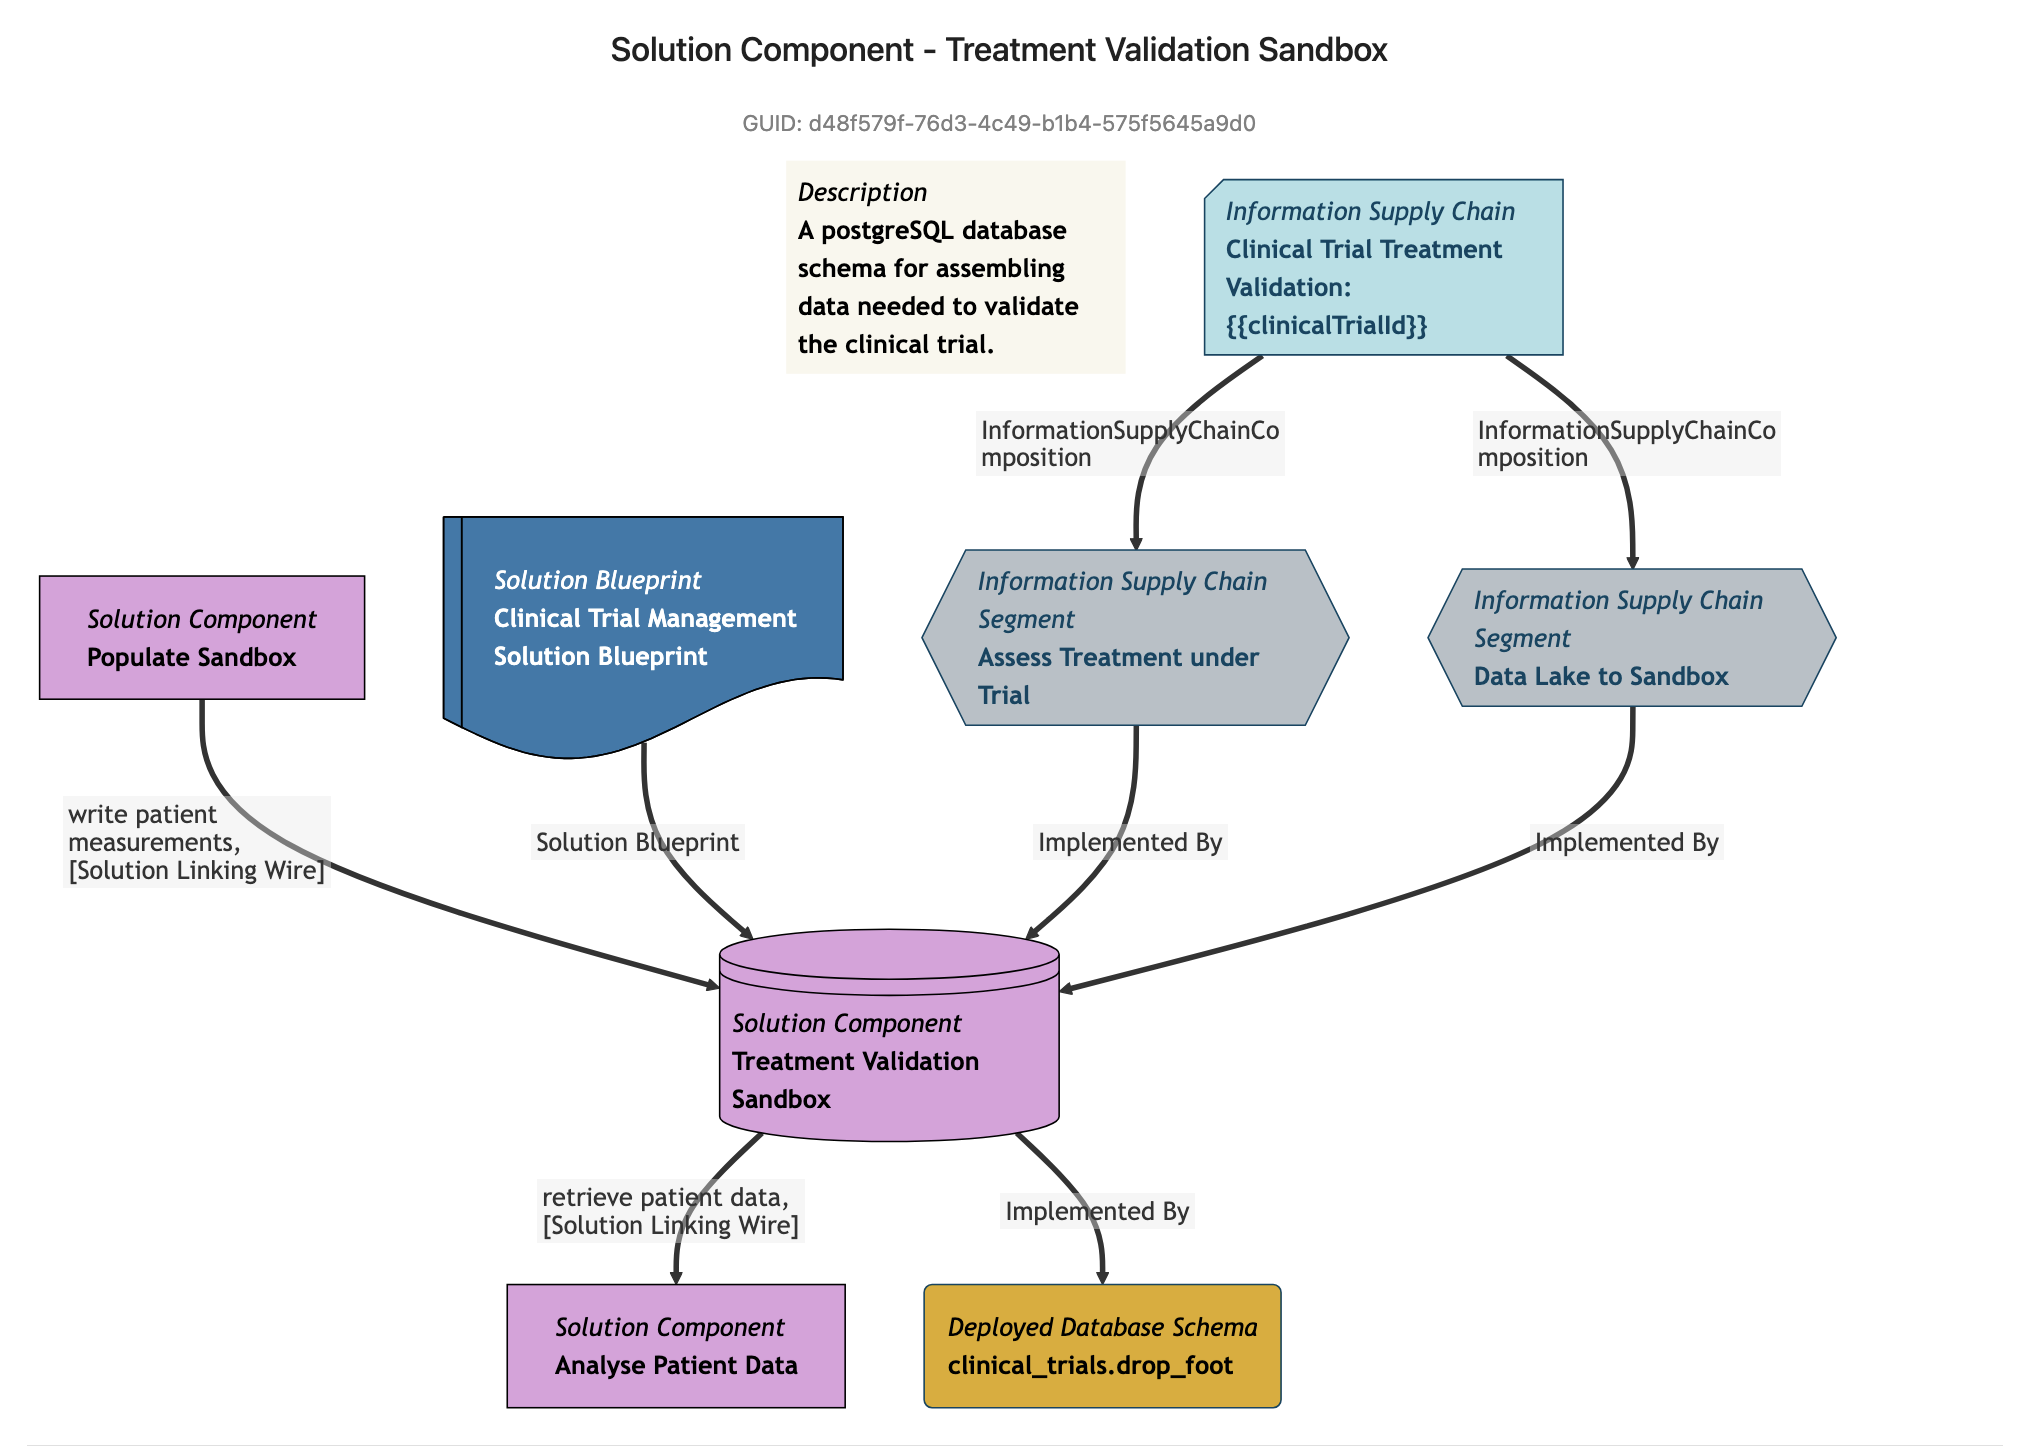 Solution Component - Treatment Validation Sandbox
GUID: d48f579f-76d3-4c49-b1b4-575f5645a9d0
Description
A postgreSQL database
schema for assembling
data needed to validate
the clinical trial.
Information Supply Chain
Clinical Trial Treatment
Validation:
{{clinicalTrialId}}
InformationSupplyChainCo
mposition
InformationSupplyChainCo
mposition
Solution Component
Populate Sandbox
Solution Blueprint
Clinical Trial Management
Solution Blueprint
Information Supply Chain
Segment
Assess Treatment under
Trial
Information Supply Chain
Segment
Data Lake to Sandbox
write patient
measurements,
[Solution Linking Wire]
Solution Blueprint
Implemented By
Implemented By
Solution Component
Treatment Validation
Sandbox
retrieve patient data,
[Solution Linking Wire]
Implemented By
Solution Component
Analyse Patient Data
Deployed Database Schema
clinical_trials.drop_foot